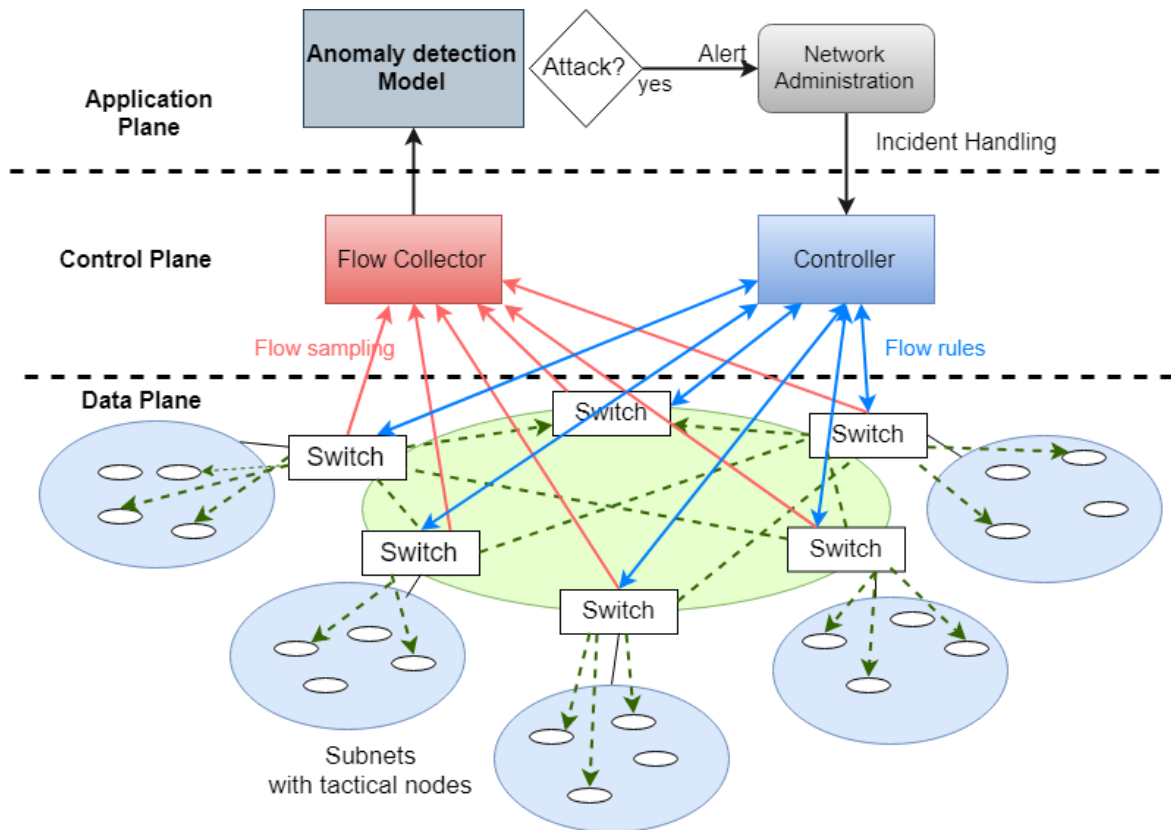 Anomaly detection
Model
Attack?
Alert
yes
Network
Administration
Application
Plane
Incident Handling
Control Plane
Flow Collector
Controller
Flow sampling
Flow rules
Data Plane
Switch
Switch
Switch
Switch
Switch
Switch
Subnets
with tactical nodes